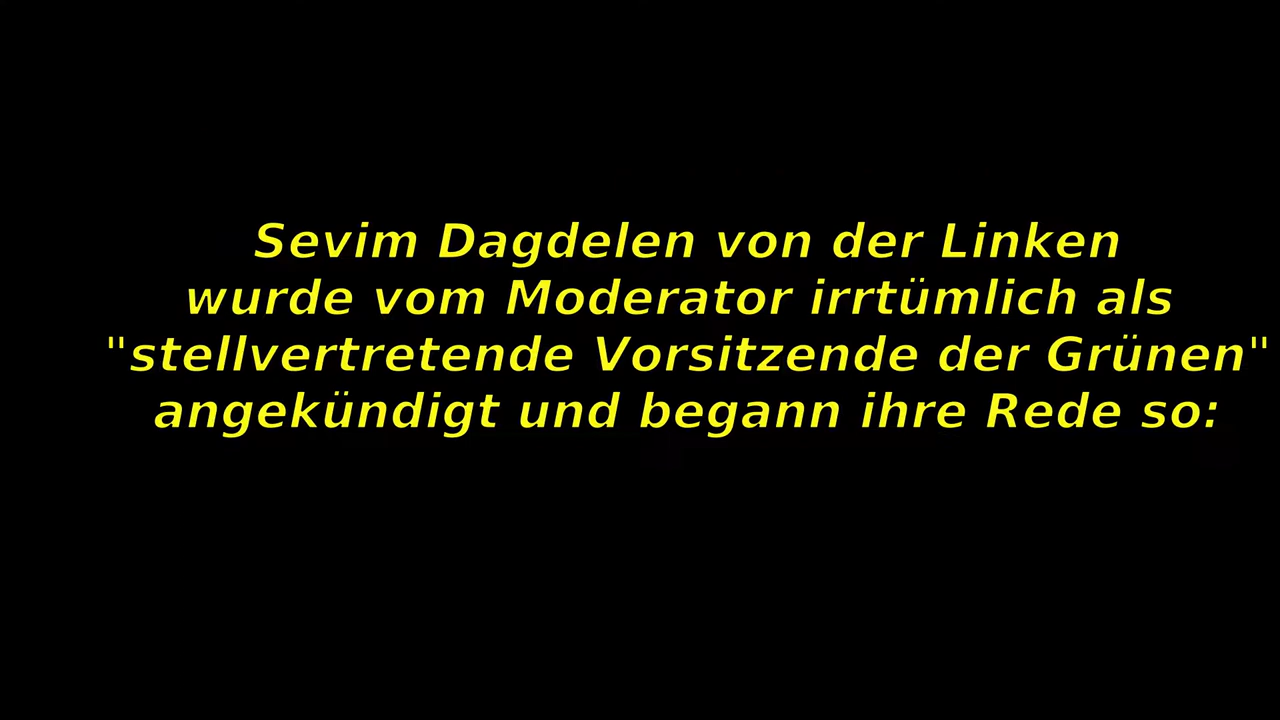 Sevim Dagdelen von der Linken
wurde vom Moderator irrtümlich als
"stellvertretende Vorsitzende der Grünen"
angekündigt und begann ihre Rede so: